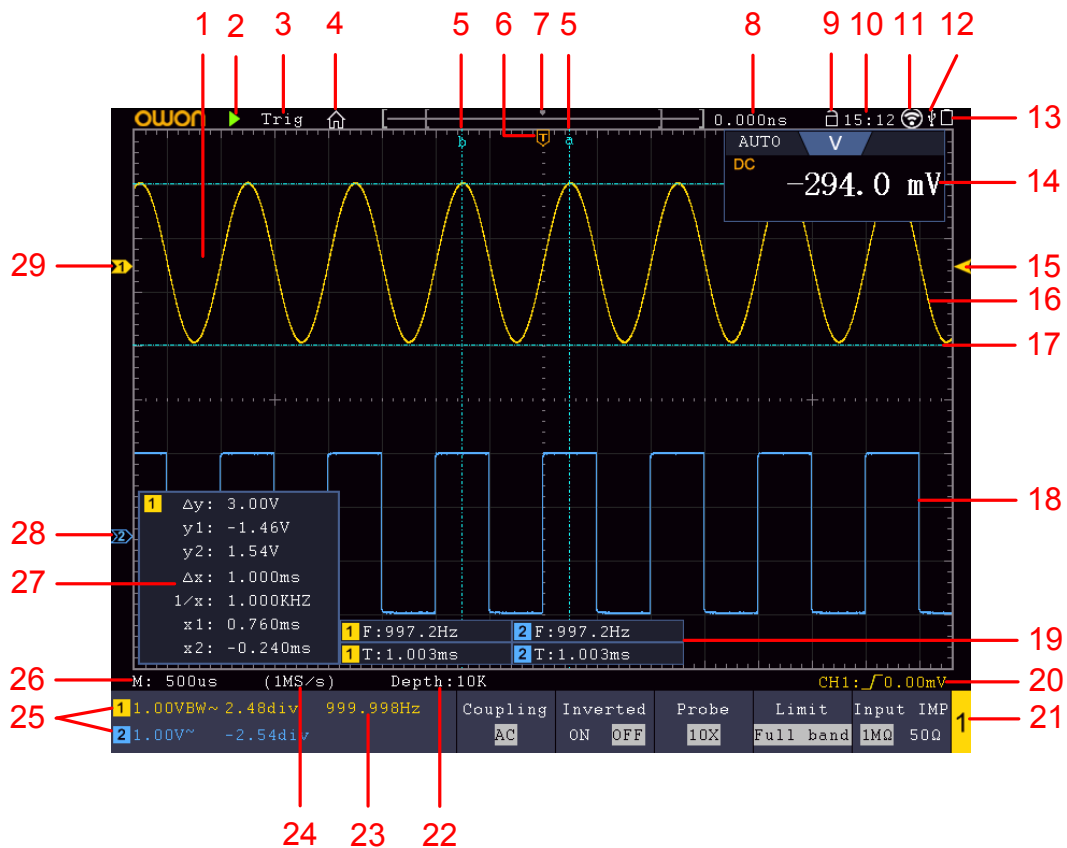 1 2 3 4 5 6 7 5 8 9 10 11 12
owon Trig 0.000ns 15:12 13
b T a AUTO V
DC
-294.0 mV 14
29 1 15
16
17
18
1 Δy: 3.00V
y1: -1.46V
28 2
y2: 1.54V
27 Δx: 1.000ms
1/x: 1.000KHZ
x1: 0.760ms
x2: -0.240ms
1 F:997.2Hz 2 F:997.2Hz 19
1 T:1.003ms 2 T:1.003ms
26 M: 500us (1MS/s) Depth:10K CH1: 0.00mV 20
25 1 1.00VBW~ 2.48div 999.998Hz Coupling Inverted Probe Limit Input IMP 1 21
2 1.00V~ -2.54div AC ON OFF 10X Full band 1MΩ 50Ω
24 23 22